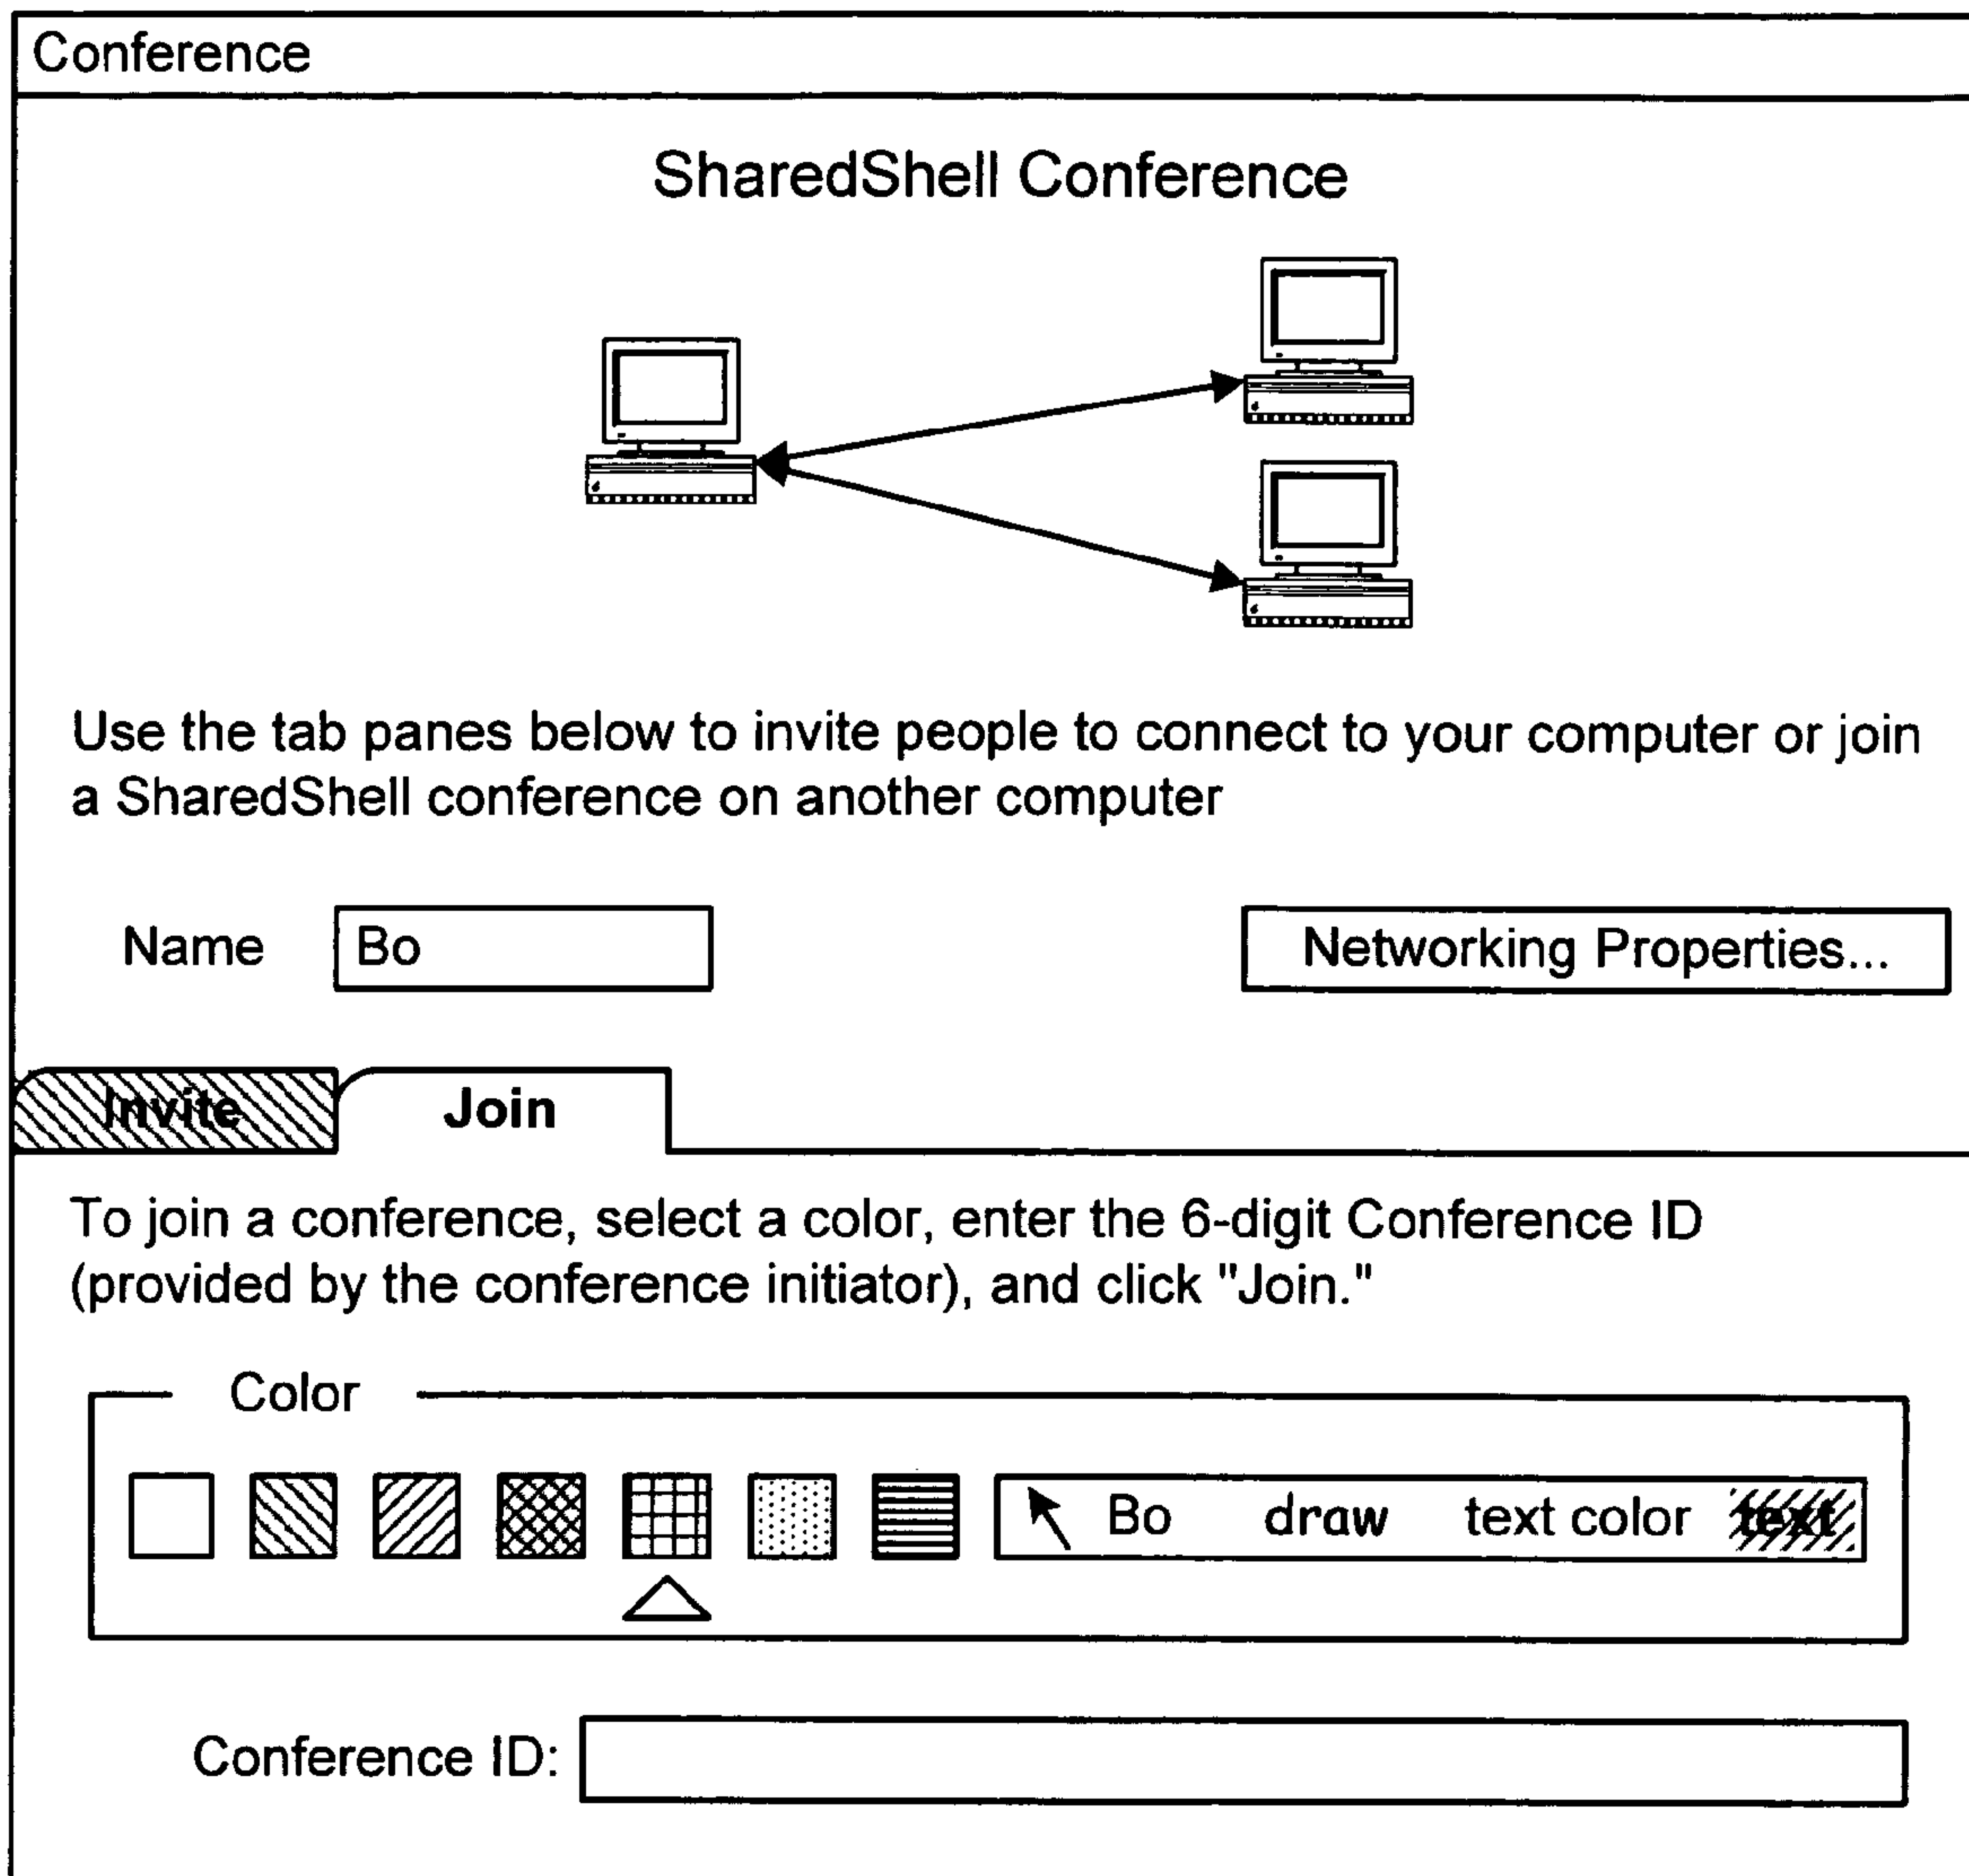 Conference
SharedShell Conference
Use the tab panes below to invite people to connect to your computer or join
a SharedShell conference on another computer
Name Bo Networking Properties...
Invite Join
To join a conference, select a color, enter the 6-digit Conference ID
(provided by the conference initiator), and click "Join."
Color
Bo draw text color text
Conference ID: